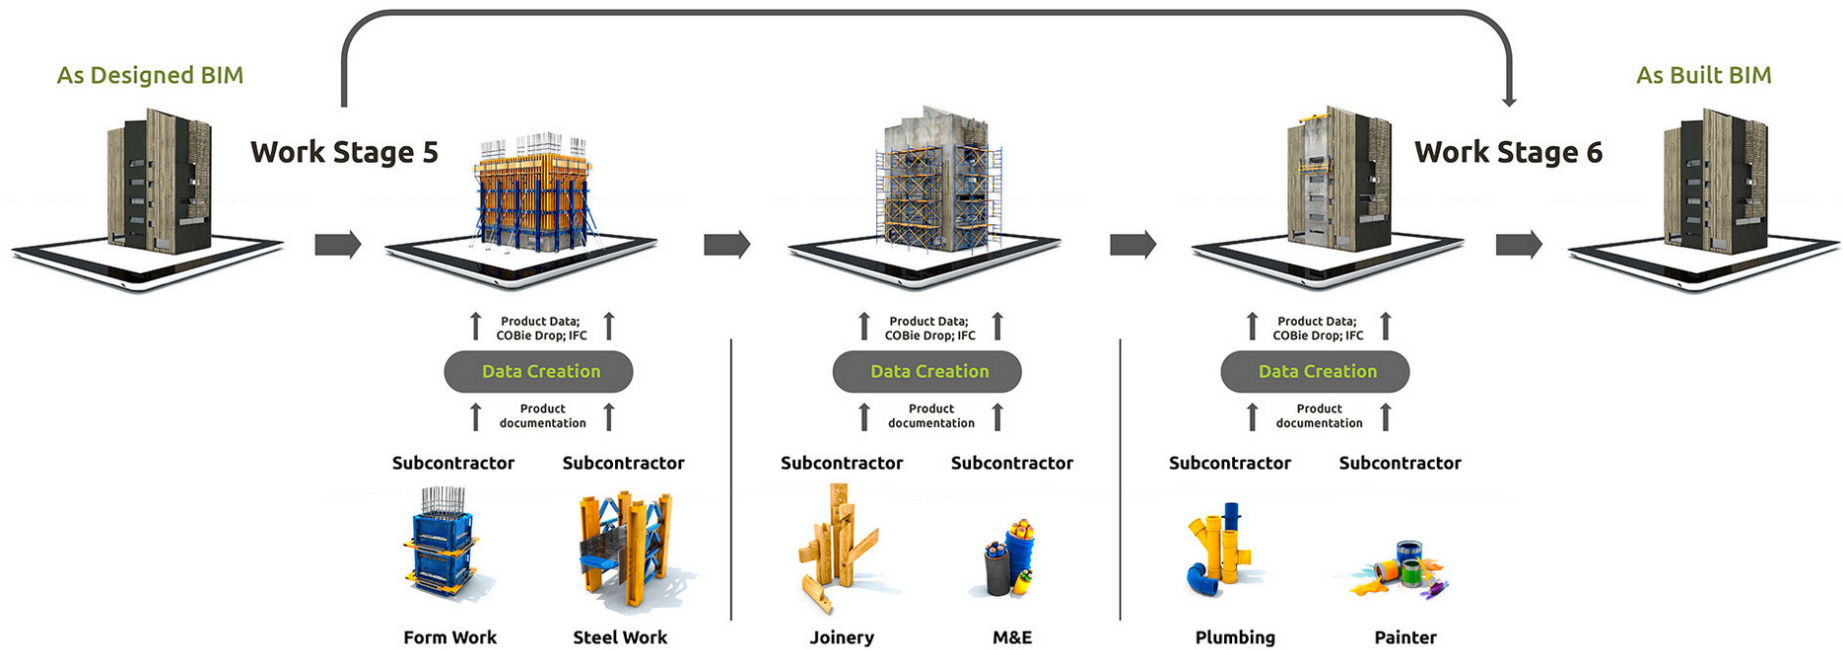 As Designed BIM
As Built BIM
Work Stage 5
Work Stage 6
Product Data;
COBie Drop; IFC
Data Creation
Product
documentation
Subcontractor
Subcontractor
Form Work
Steel Work
Product Data;
COBie Drop; IFC
Data Creation
Product
documentation
Subcontractor
Subcontractor
Joinery
M&E
Product Data;
COBie Drop; IFC
Data Creation
Product
documentation
Subcontractor
Subcontractor
Plumbing
Painter